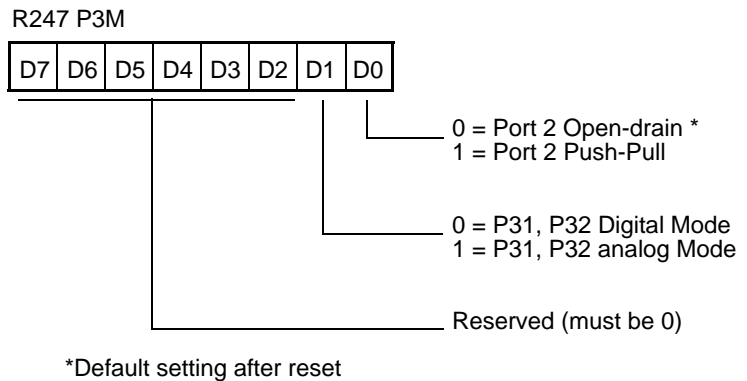 R247 P3M
D7 D6 D5 D4 D3 D2 D1 D0
0 = Port 2 Open-drain *
1 = Port 2 Push-Pull
0 = P31, P32 Digital Mode
1 = P31, P32 analog Mode
Reserved (must be 0)
*Default setting after reset